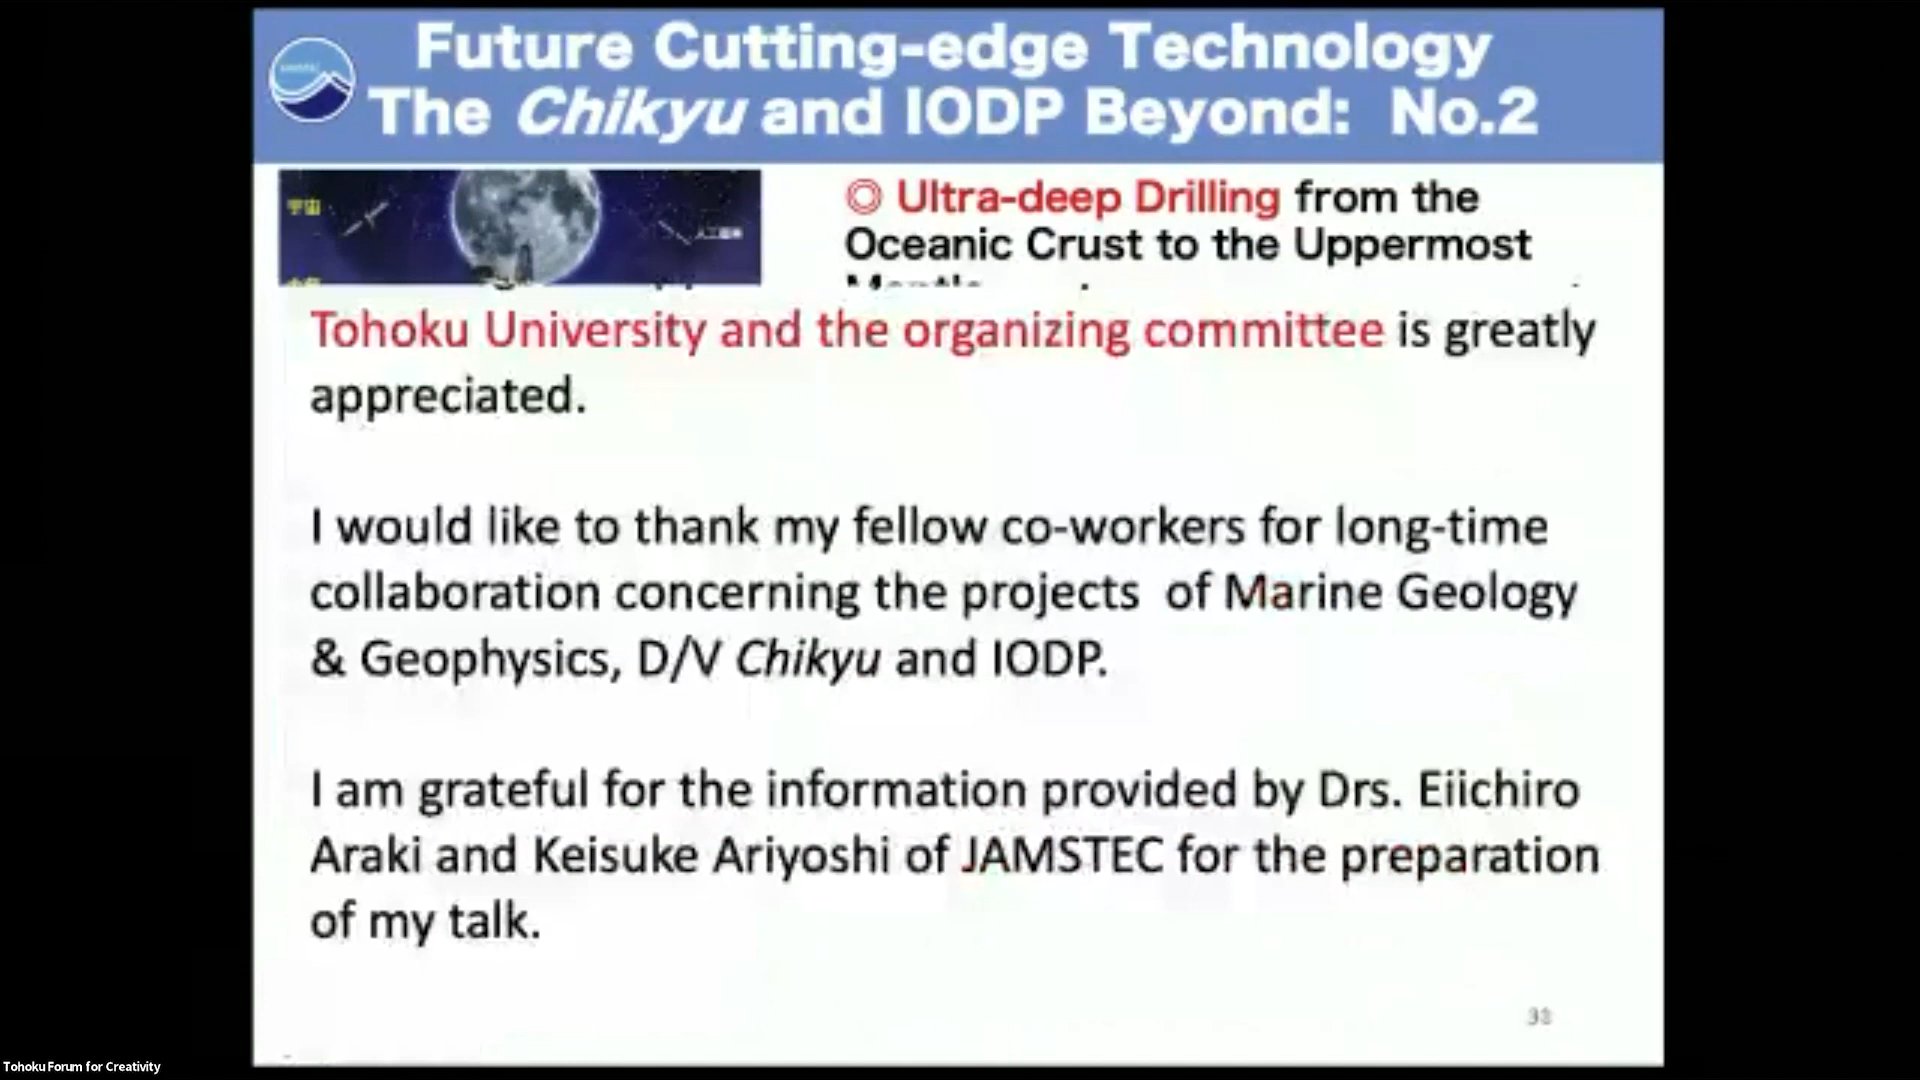 Future Cutting-edge Technology
The Chikyu and IODP Beyond: No.2
宇宙
◎ Ultra-deep Drilling from the
Oceanic Crust to the Uppermost
Tohoku University and the organizing committee is greatly
appreciated.
I would like to thank my fellow co-workers for long-time
collaboration concerning the projects of Marine Geology
& Geophysics, D/V Chikyu and IODP.
I am grateful for the information provided by Drs. Eiichiro
Araki and Keisuke Ariyoshi of JAMSTEC for the preparation
of my talk.
Tohoku Forum for Creativity